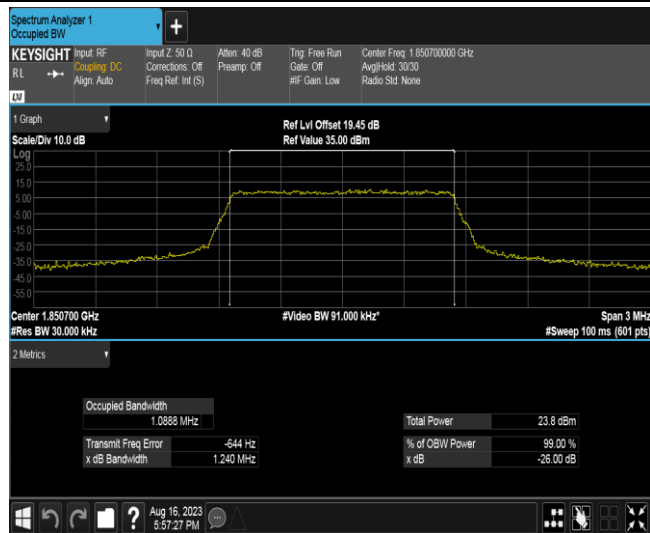 Spectrum Analyzer 1
Occupied BW
+
KEYSIGHT
RL
LXI
Input: RF
Coupling: DC
Align: Auto
Input Z: 50 Ω
Corrections: Off
Freq Ref: Int (S)
Atten: 40 dB
Preamp: Off
Trig: Free Run
Gate: Off
#IF Gain: Low
Center Freq: 1.850700000 GHz
Avg|Hold: 30/30
Radio Std: None
1 Graph
Scale/Div 10.0 dB
Ref Lvl Offset 19.45 dB
Ref Value 35.00 dBm
Log
25.0
15.0
5.00
-5.00
-15.0
-25.0
-35.0
-45.0
-55.0
Center 1.850700 GHz
#Res BW 30.000 kHz
#Video BW 91.000 kHz*
Span 3 MHz
#Sweep 100 ms (601 pts)
2 Metrics
Occupied Bandwidth
1.0888 MHz
Total Power 23.8 dBm
Transmit Freq Error -644 Hz
% of OBW Power 99.00 %
x dB Bandwidth 1.240 MHz
x dB -26.00 dB
?
Aug 16, 2023
5:57:27 PM